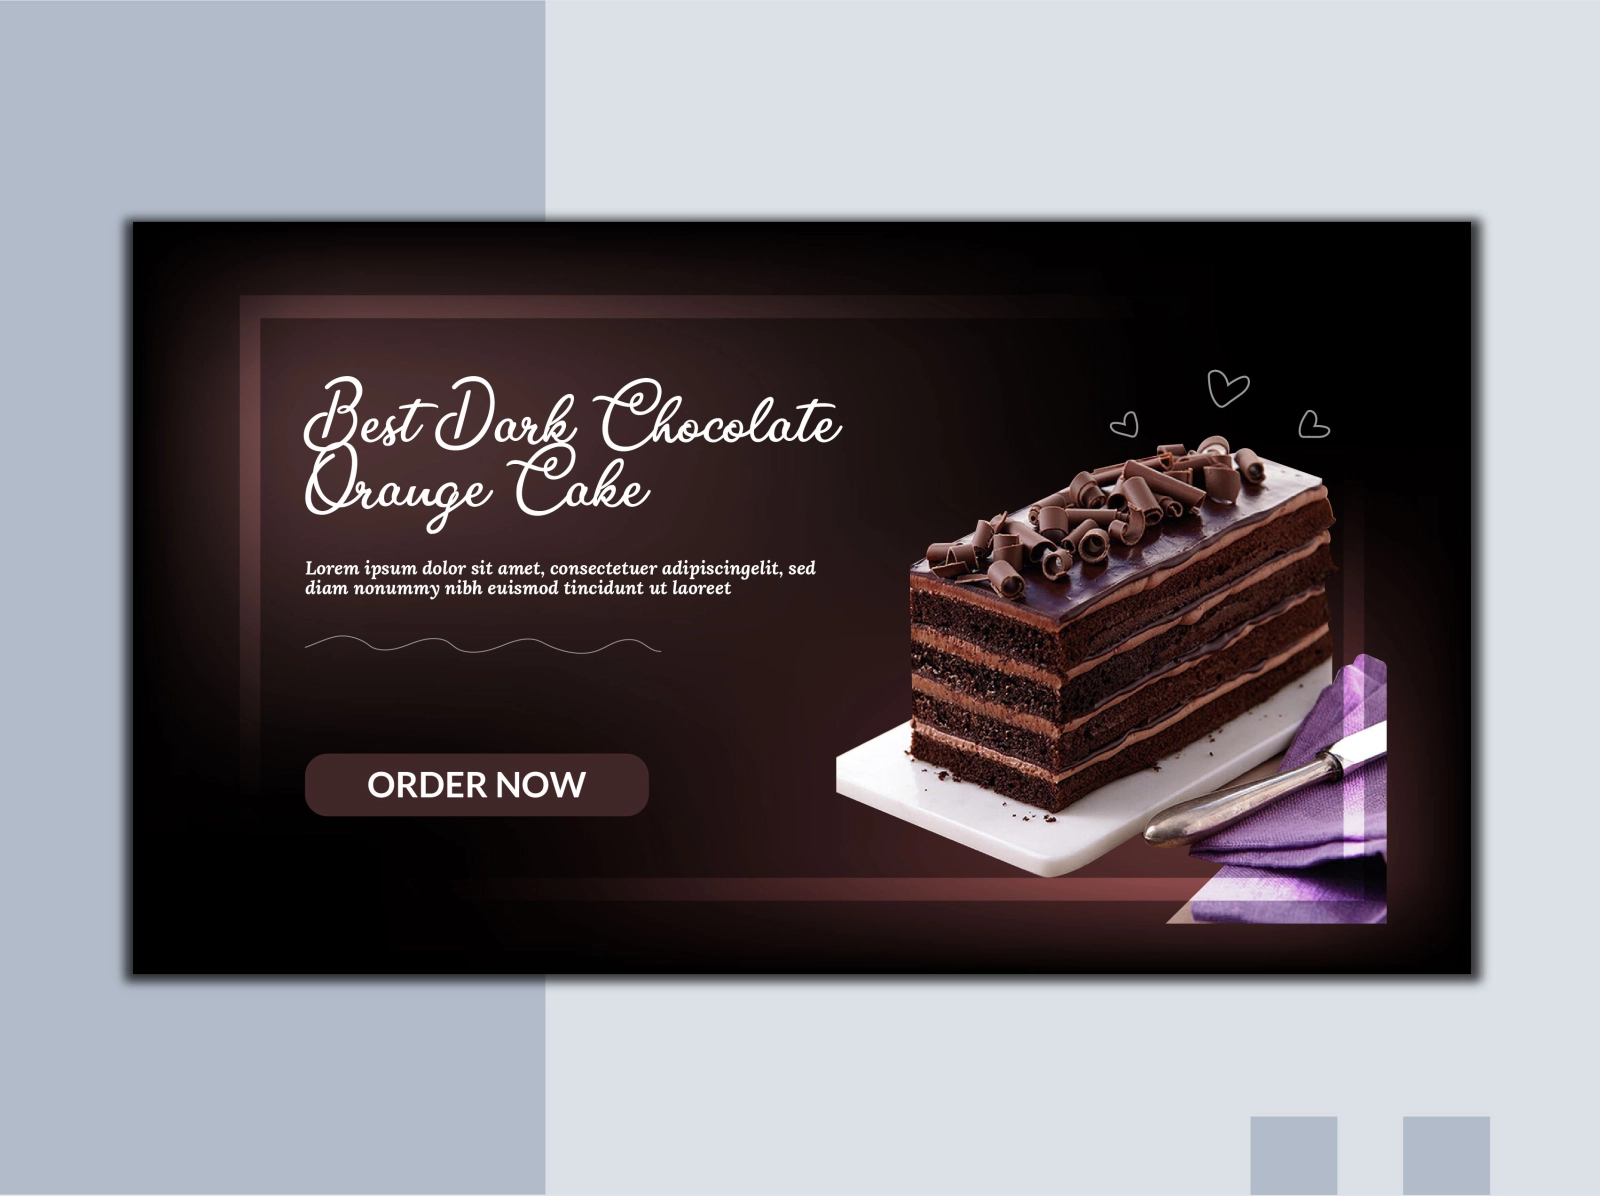 Best Dark Chocolate
Orange Cake
Lorem ipsum dolor sit amet, consectetuer adipiscingelit, sed
diam nonummy nibh euismod tincidunt ut laoreet
ORDER NOW